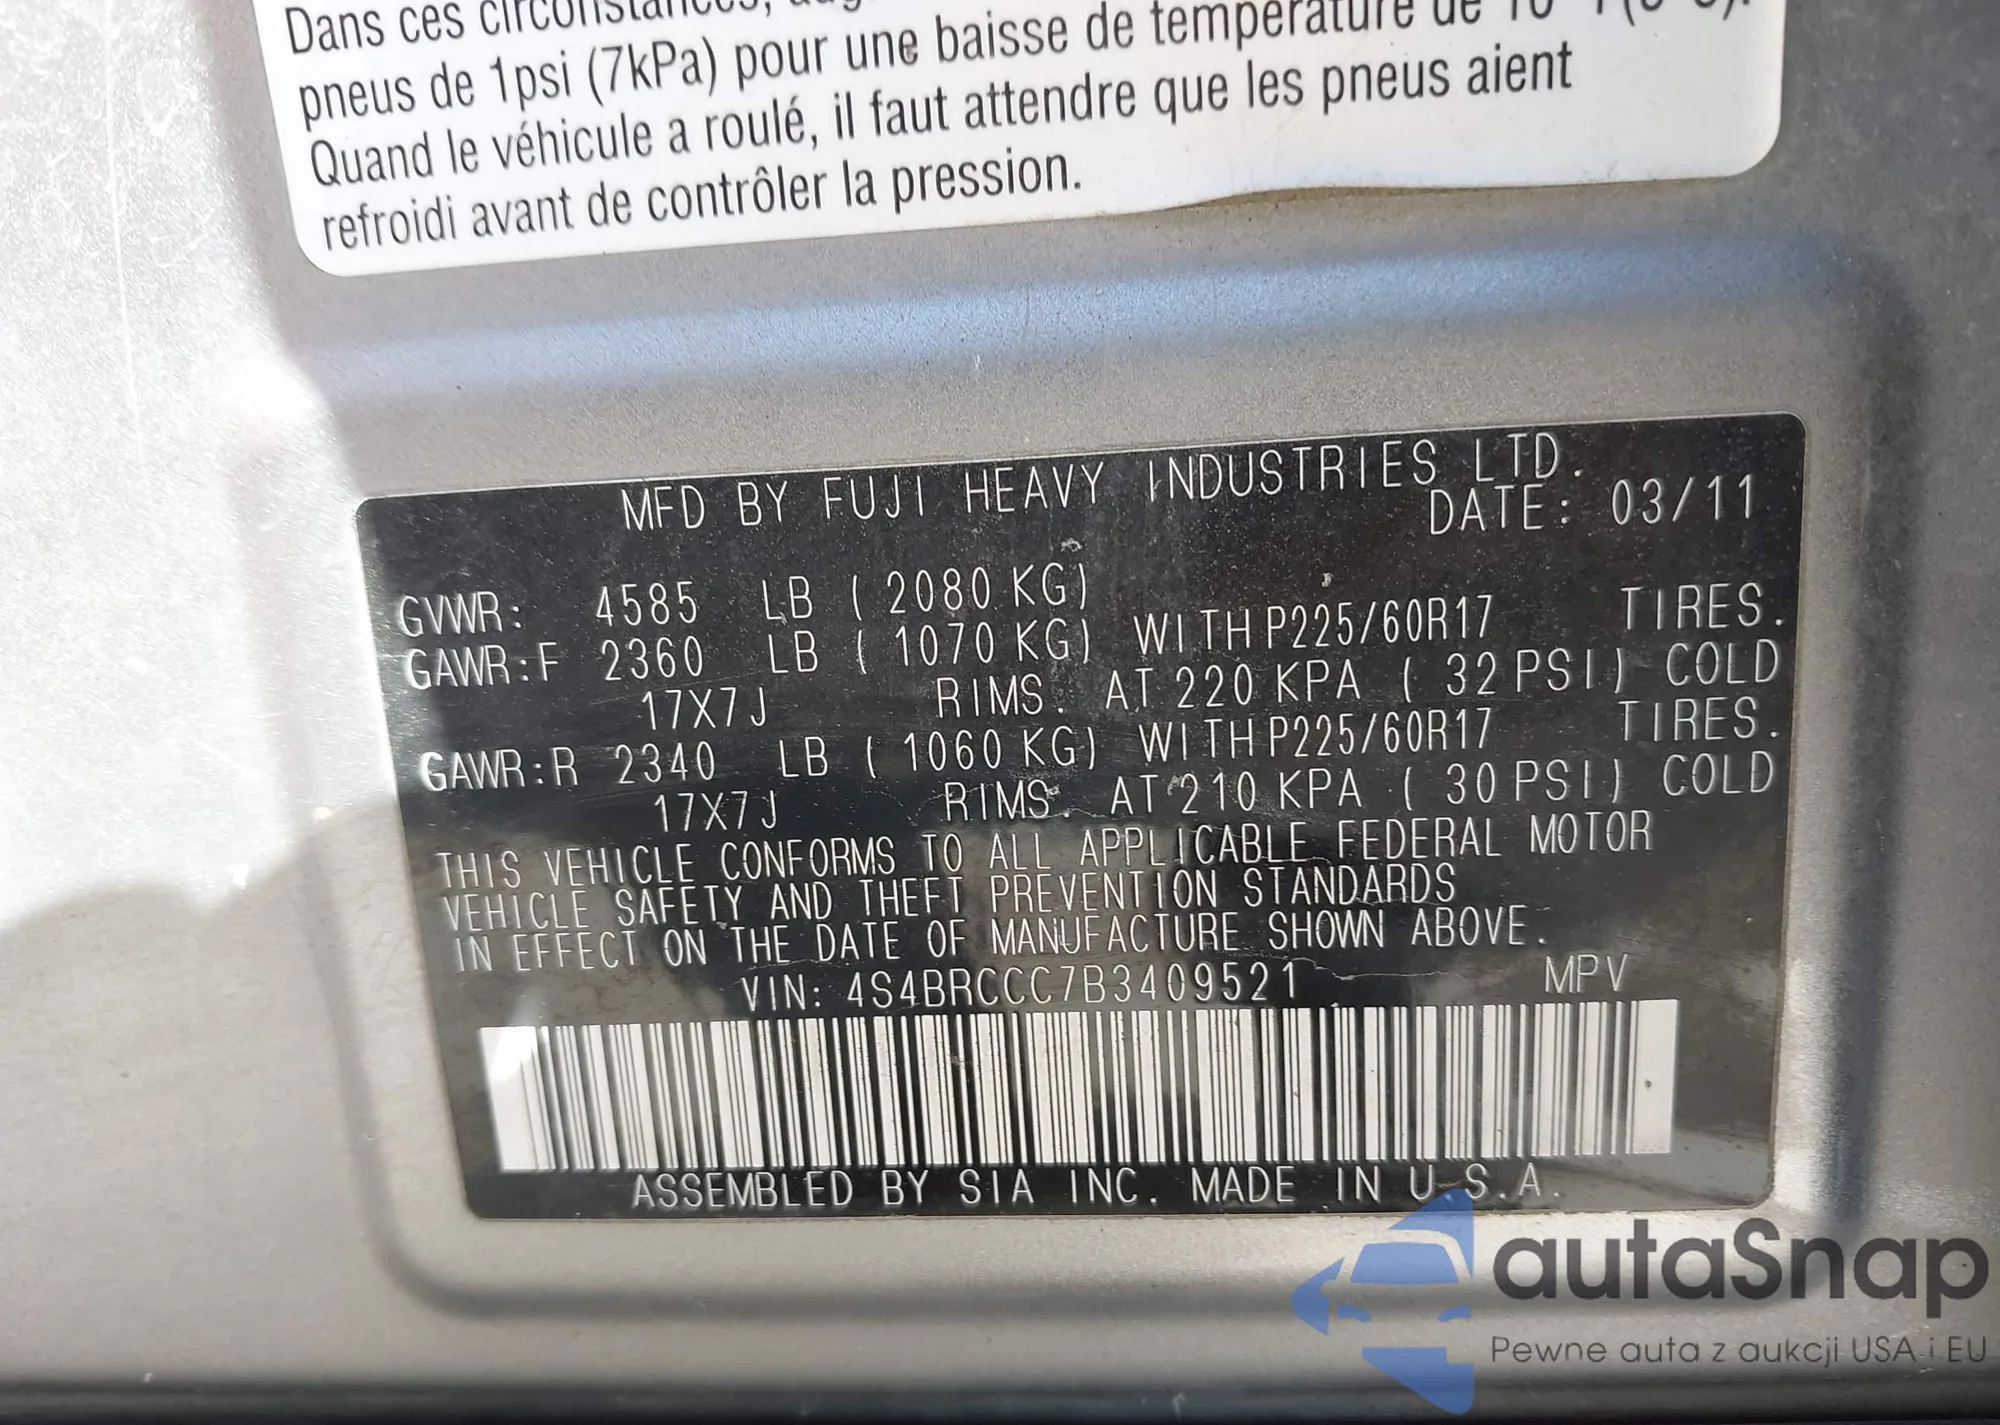 Dans ces circonstances,
pneus de 1psi (7kPa) pour une baisse de température de 10
Quand le véhicule a roulé, il faut attendre que les pneus aient
refroidi avant de contrôler la pression.
MFD BY FUJI HEAVY INDUSTRIES LTD.
DATE: 03/11
GVWR: 4585 LB ( 2080 KG)
GAWR:F 2360 LB ( 1070 KG) WITH P225/60R17 TIRES.
17X7J RIMS. AT 220 KPA ( 32 PSI) COLD
GAWR:R 2340 LB ( 1060 KG) WITH P225/60R17 TIRES.
17X7J RIMS. AT 210 KPA ( 30 PSI) COLD
THIS VEHICLE CONFORMS TO ALL APPLICABLE FEDERAL MOTOR
VEHICLE SAFETY AND THEFT PREVENTION STANDARDS
IN EFFECT ON THE DATE OF MANUFACTURE SHOWN ABOVE.
VIN: 4S4BRCCC7B3409521 MPV
ASSEMBLED BY SIA INC. MADE IN U.S.A.
autaSnap
Pewne auta z aukcji USA i EU